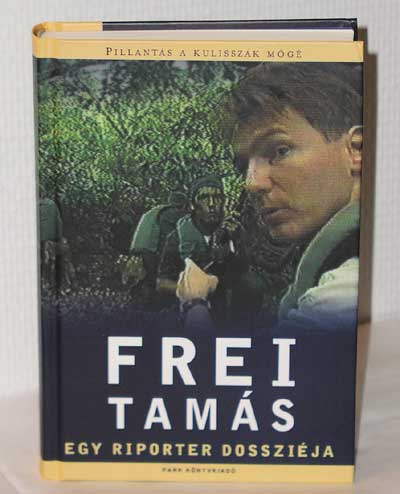 PILLANTÁS A KULISSZÁK MÖGÉ
FREI
TAMÁS
EGY RIPORTER DOSSZIÉJA
PARK KÖNYVKIADÓ